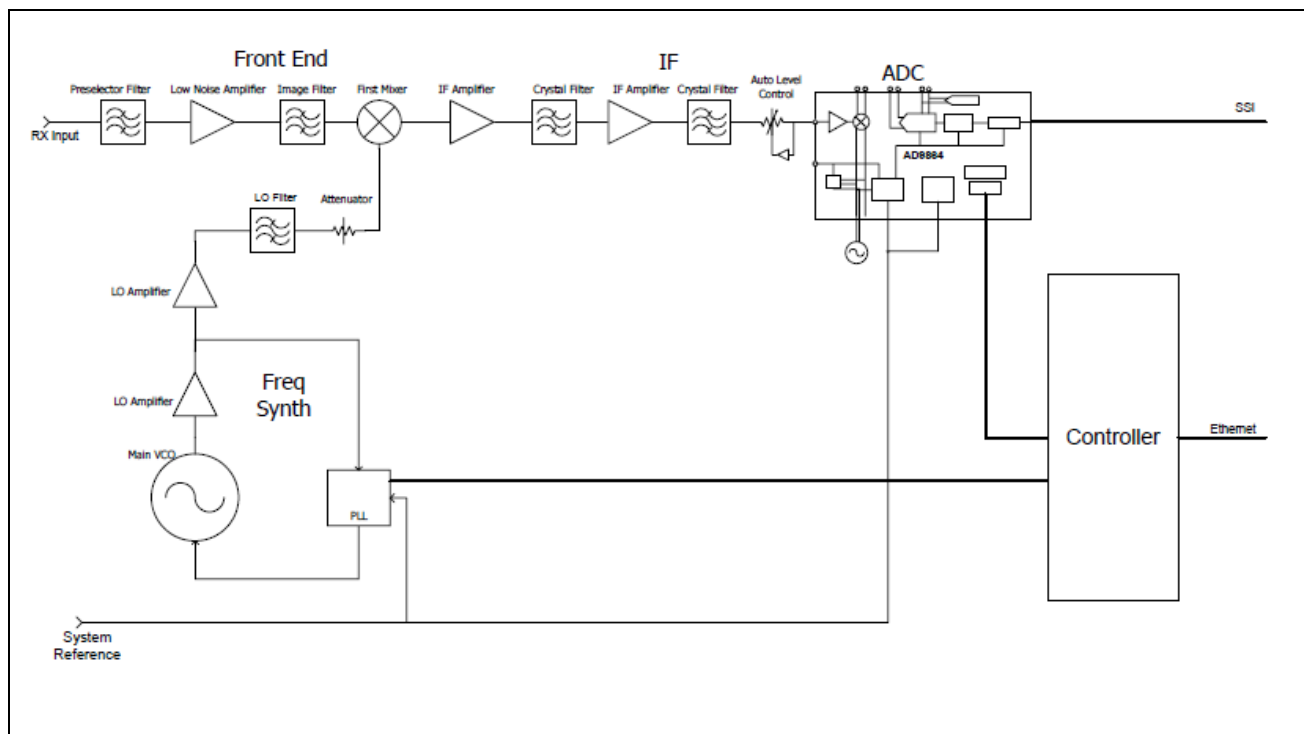 Front End
IF
ADC
Preselector Filter
Low Noise Amplifier
Image Filter
First Mixer
IF Amplifier
Crystal Filter
IF Amplifier
Crystal Filter
Auto Level
Control
RX Input
SSI
AD9864
LO Filter
Attenuator
LO Amplifier
LO Amplifier
Freq
Synth
Main VCO
PLL
Controller
Ethernet
System
Reference